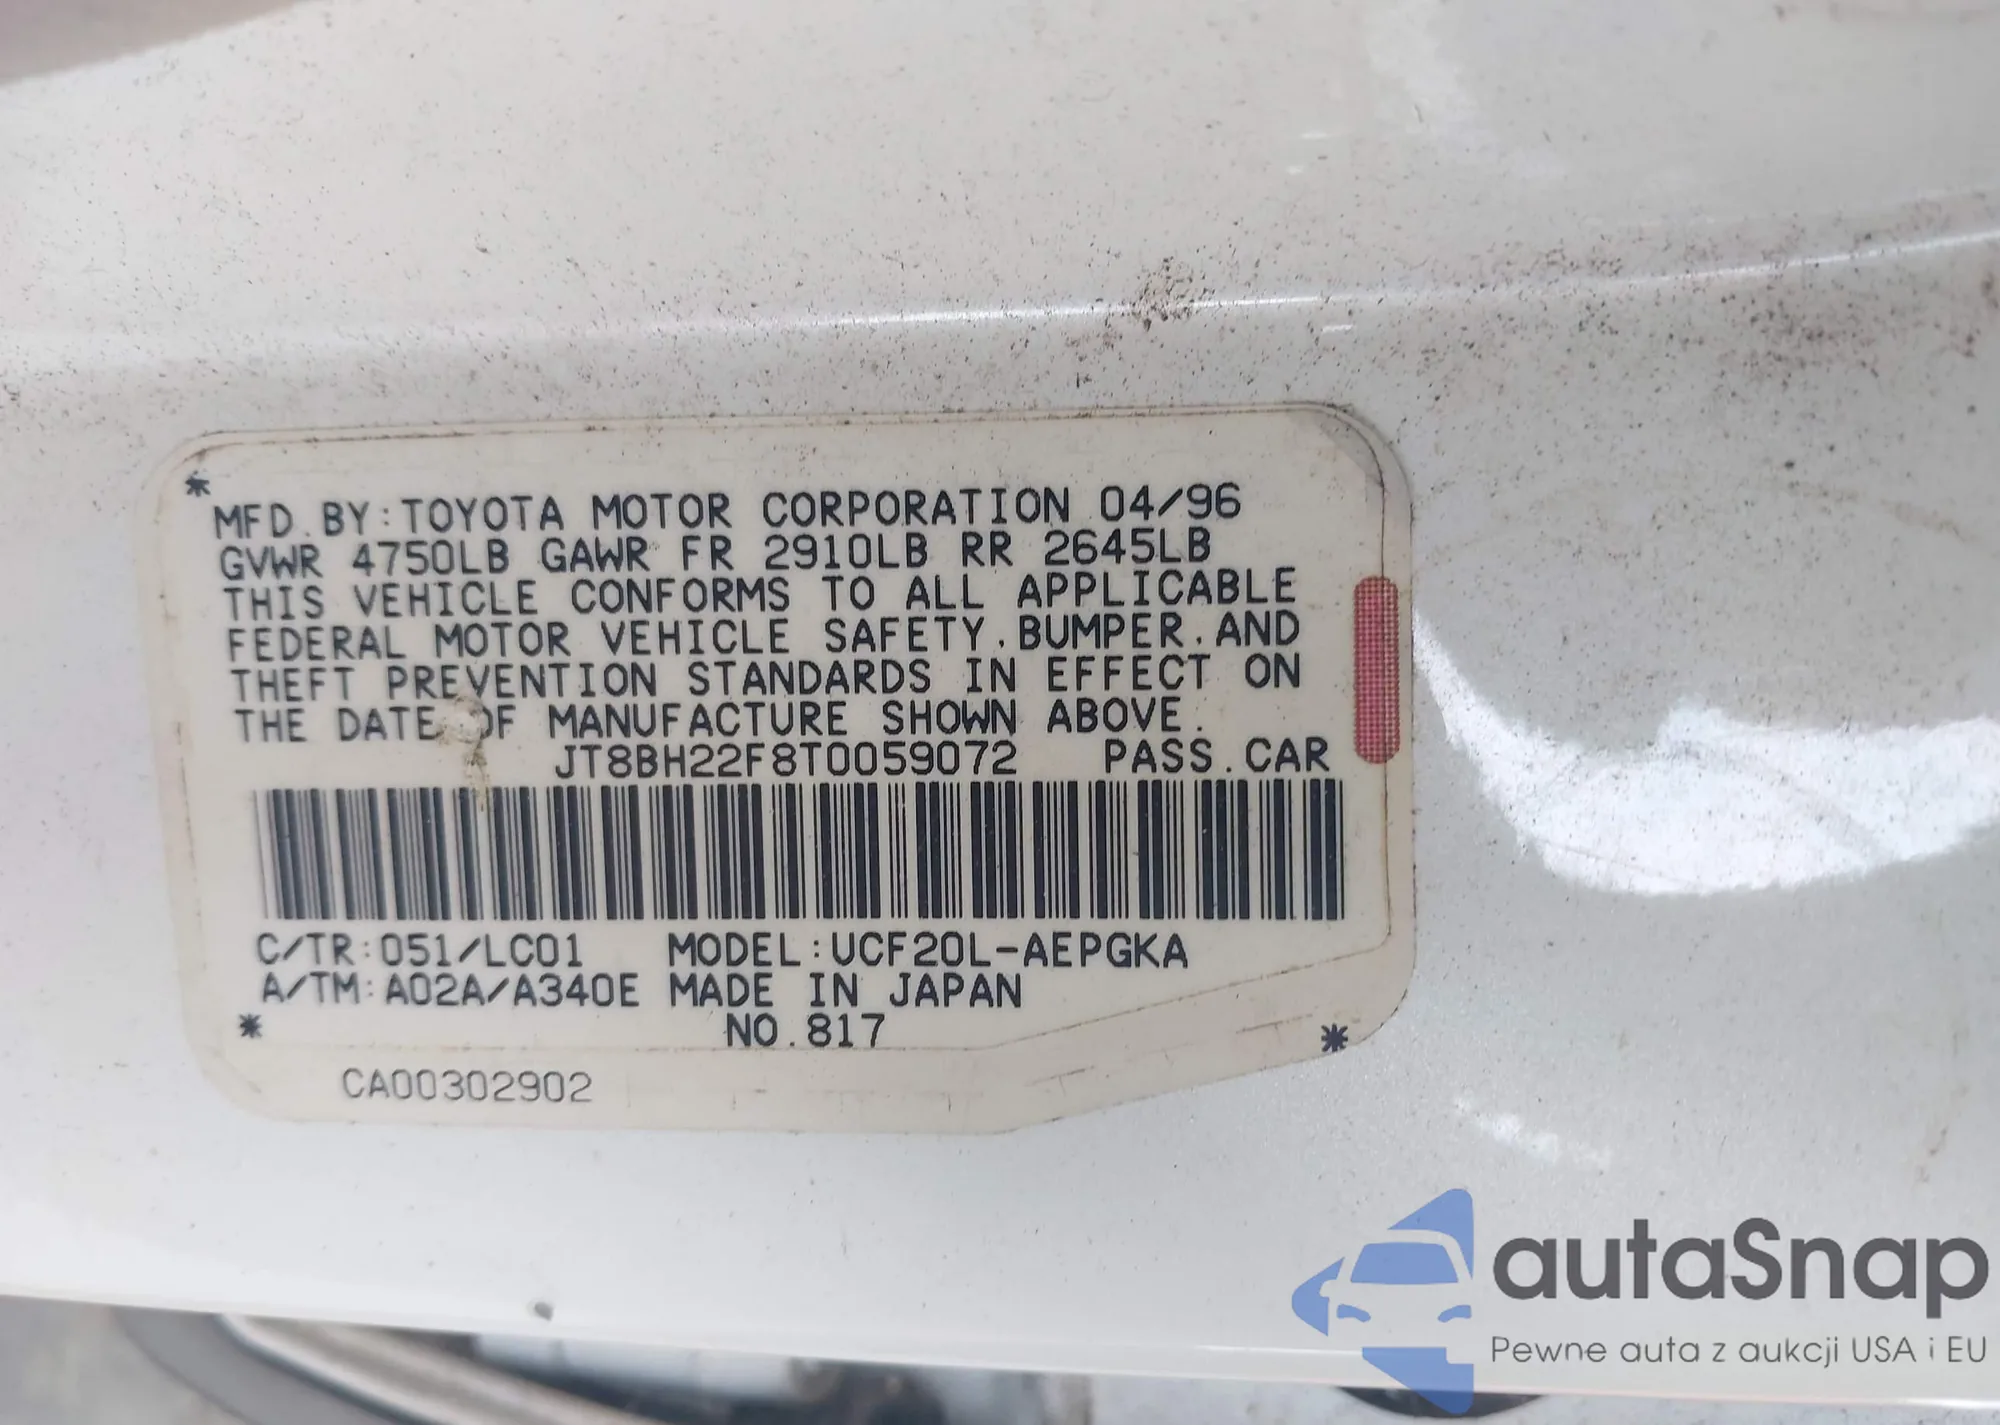 *
MFD. BY:TOYOTA MOTOR CORPORATION 04/96
GVWR 4750LB GAWR FR 2910LB RR 2645LB
THIS VEHICLE CONFORMS TO ALL APPLICABLE
FEDERAL MOTOR VEHICLE SAFETY.BUMPER.AND
THEFT PREVENTION STANDARDS IN EFFECT ON
THE DATE OF MANUFACTURE SHOWN ABOVE.
JT8BH22F8T0059072 PASS.CAR
C/TR:051/LC01 MODEL:UCF20L-AEPGKA
A/TM:A02A/A340E MADE IN JAPAN
* NO.817 *
CA00302902
autaSnap
Pewne auta z aukcji USA i EU